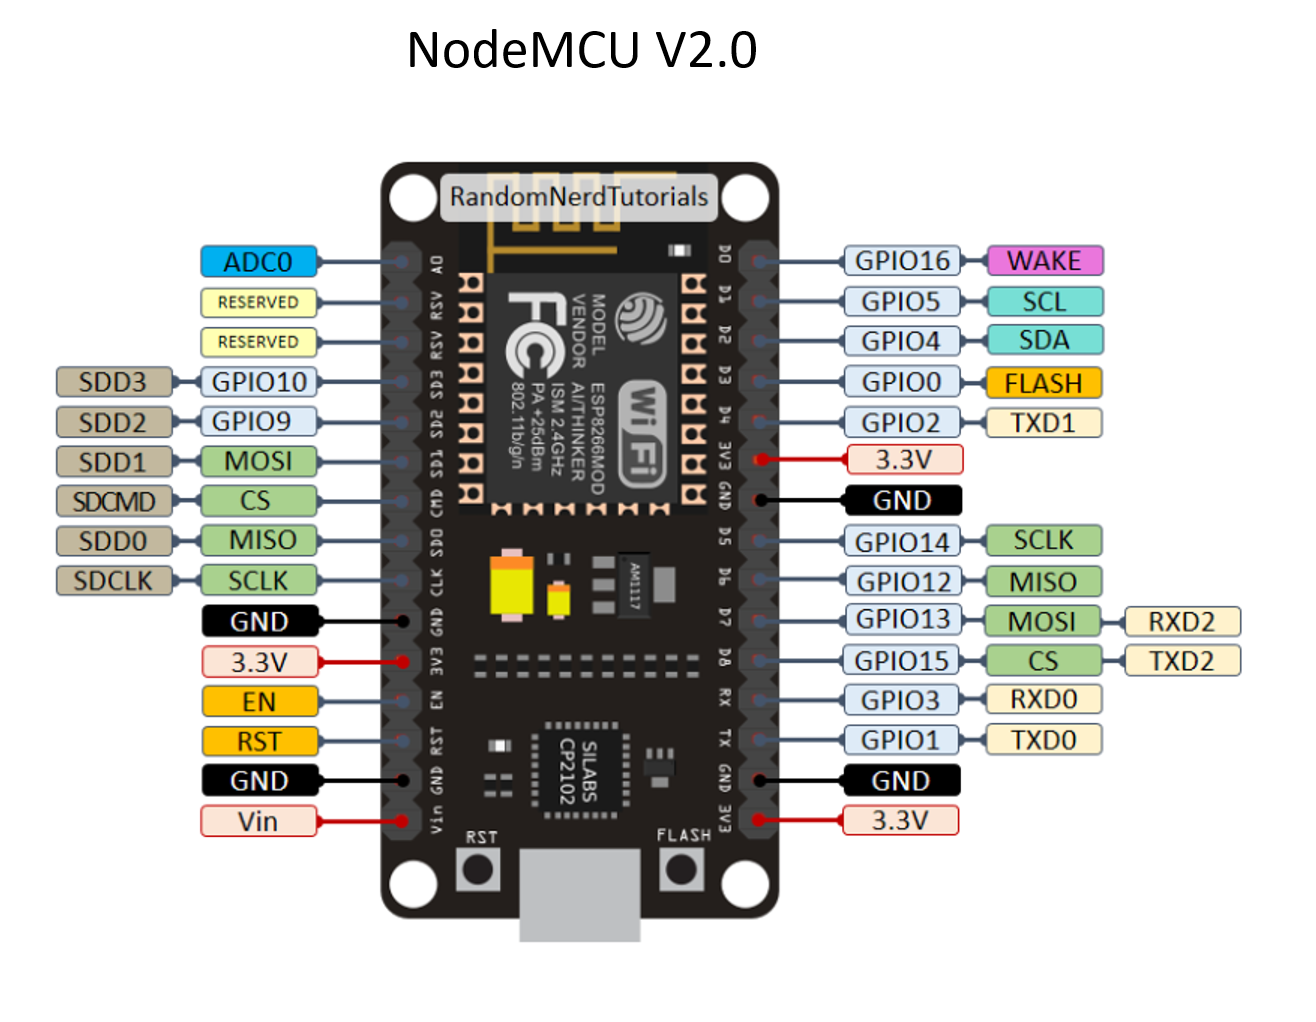 NodeMCU V2.0
RandomNerdTutorials
ADC0
RESERVED
RESERVED
SDD3 GPIO10
SDD2 GPIO9
SDD1 MOSI
SDCMD CS
SDD0 MISO
SDCLK SCLK
GND
3.3V
EN
RST
GND
Vin
A0
RSV
RSV
SD3
SD2
SD1
CMD
SD0
CLK
GND
3V3
EN
RST
GND
Vin
MODEL
VENDOR
ESP8266MOD
AI/THINKER
ISM 2.4GHz
PA +25dBm
802.11b/g/n
FC
WiFi
AM1117
SILABS
CP2102
RST
FLASH
D0
D1
D2
D3
D4
3V3
GND
D5
D6
D7
D8
RX
TX
GND
3V3
GPIO16 WAKE
GPIO5 SCL
GPIO4 SDA
GPIO0 FLASH
GPIO2 TXD1
3.3V
GND
GPIO14 SCLK
GPIO12 MISO
GPIO13 MOSI RXD2
GPIO15 CS TXD2
GPIO3 RXD0
GPIO1 TXD0
GND
3.3V